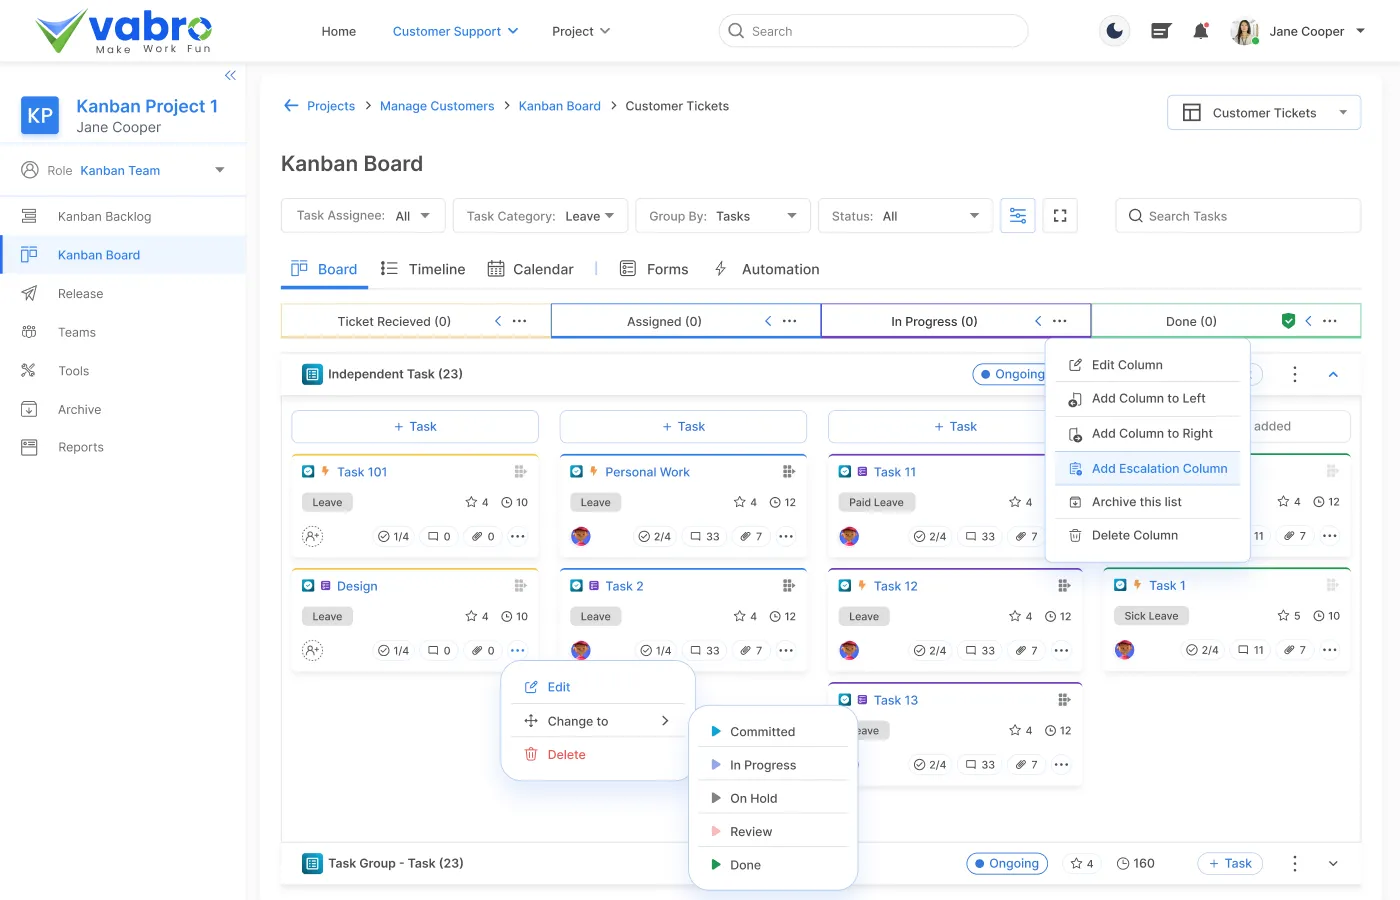 vabro
Make Work Fun
Home
Customer Support
Project
Search
Jane Cooper
KP
Kanban Project 1
Jane Cooper
Role Kanban Team
Kanban Backlog
Kanban Board
Release
Teams
Tools
Archive
Reports
Projects > Manage Customers > Kanban Board > Customer Tickets
Customer Tickets
Kanban Board
Task Assignee: All
Task Category: Leave
Group By: Tasks
Status: All
Search Tasks
Board
Timeline
Calendar
Forms
Automation
Ticket Recieved (0)
Assigned (0)
In Progress (0)
Done (0)
Independent Task (23)
Ongoing
+ Task
+ Task
+ Task
added
Task 101
Leave
4 10
1/4 0 0
Personal Work
Leave
4 12
2/4 33 7
Task 11
Paid Leave
4
2/4 33 7
4 12
11 7
Design
Leave
4 10
1/4 0 0
Task 2
Leave
4 12
1/4 33 7
Task 12
Leave
4 12
2/4 33 7
Task 1
Sick Leave
5 10
2/4 11 7
Task 13
eave
4 12
2/4 33 7
Edit Column
Add Column to Left
Add Column to Right
Add Escalation Column
Archive this list
Delete Column
Edit
Change to
Delete
Committed
In Progress
On Hold
Review
Done
Task Group - Task (23)
Ongoing
4
160
+ Task